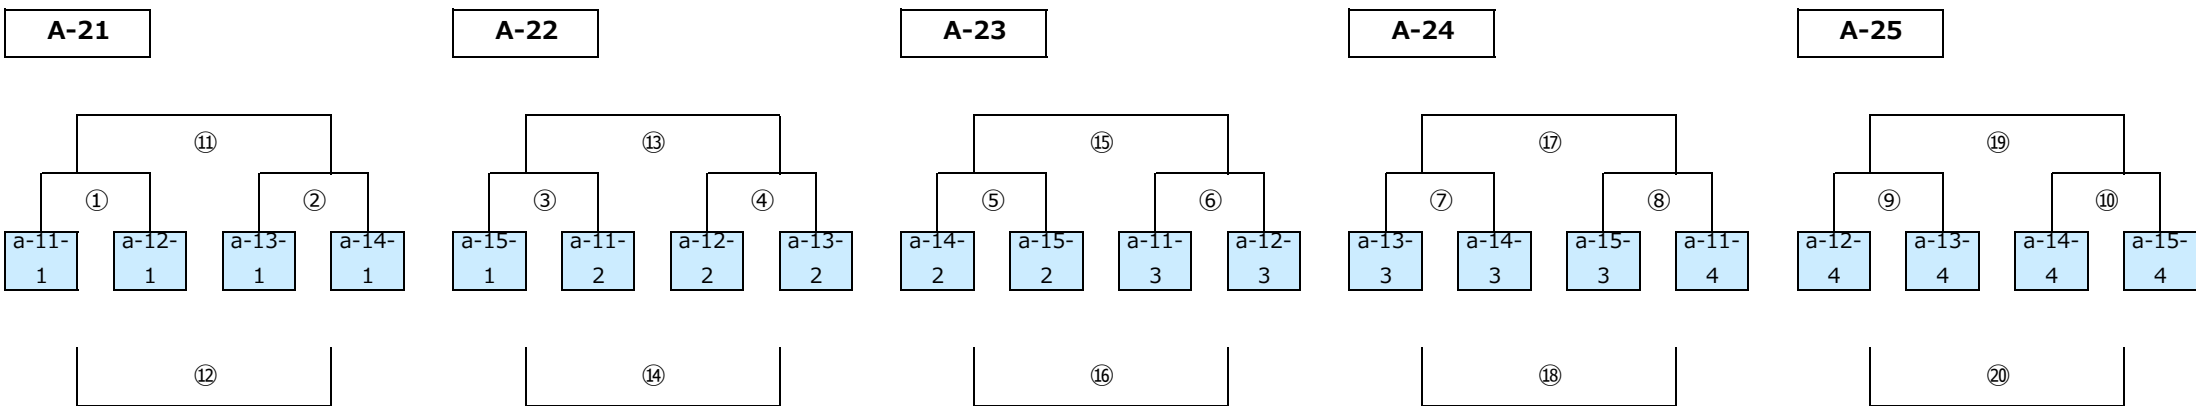 A-21 A-22 A-23 A-24 A-25
⑪ ⑬ ⑮ ⑰ ⑲
① ② ③ ④ ⑤ ⑥ ⑦ ⑧ ⑨ ⑩
a-11- a-12- a-13- a-14- a-15- a-11- a-12- a-13- a-14- a-15- a-11- a-12- a-13- a-14- a-15- a-11- a-12- a-13- a-14- a-15-
1 1 1 1 1 2 2 2 2 2 3 3 3 3 3 4 4 4 4 4
⑫ ⑭ ⑯ ⑱ ⑳